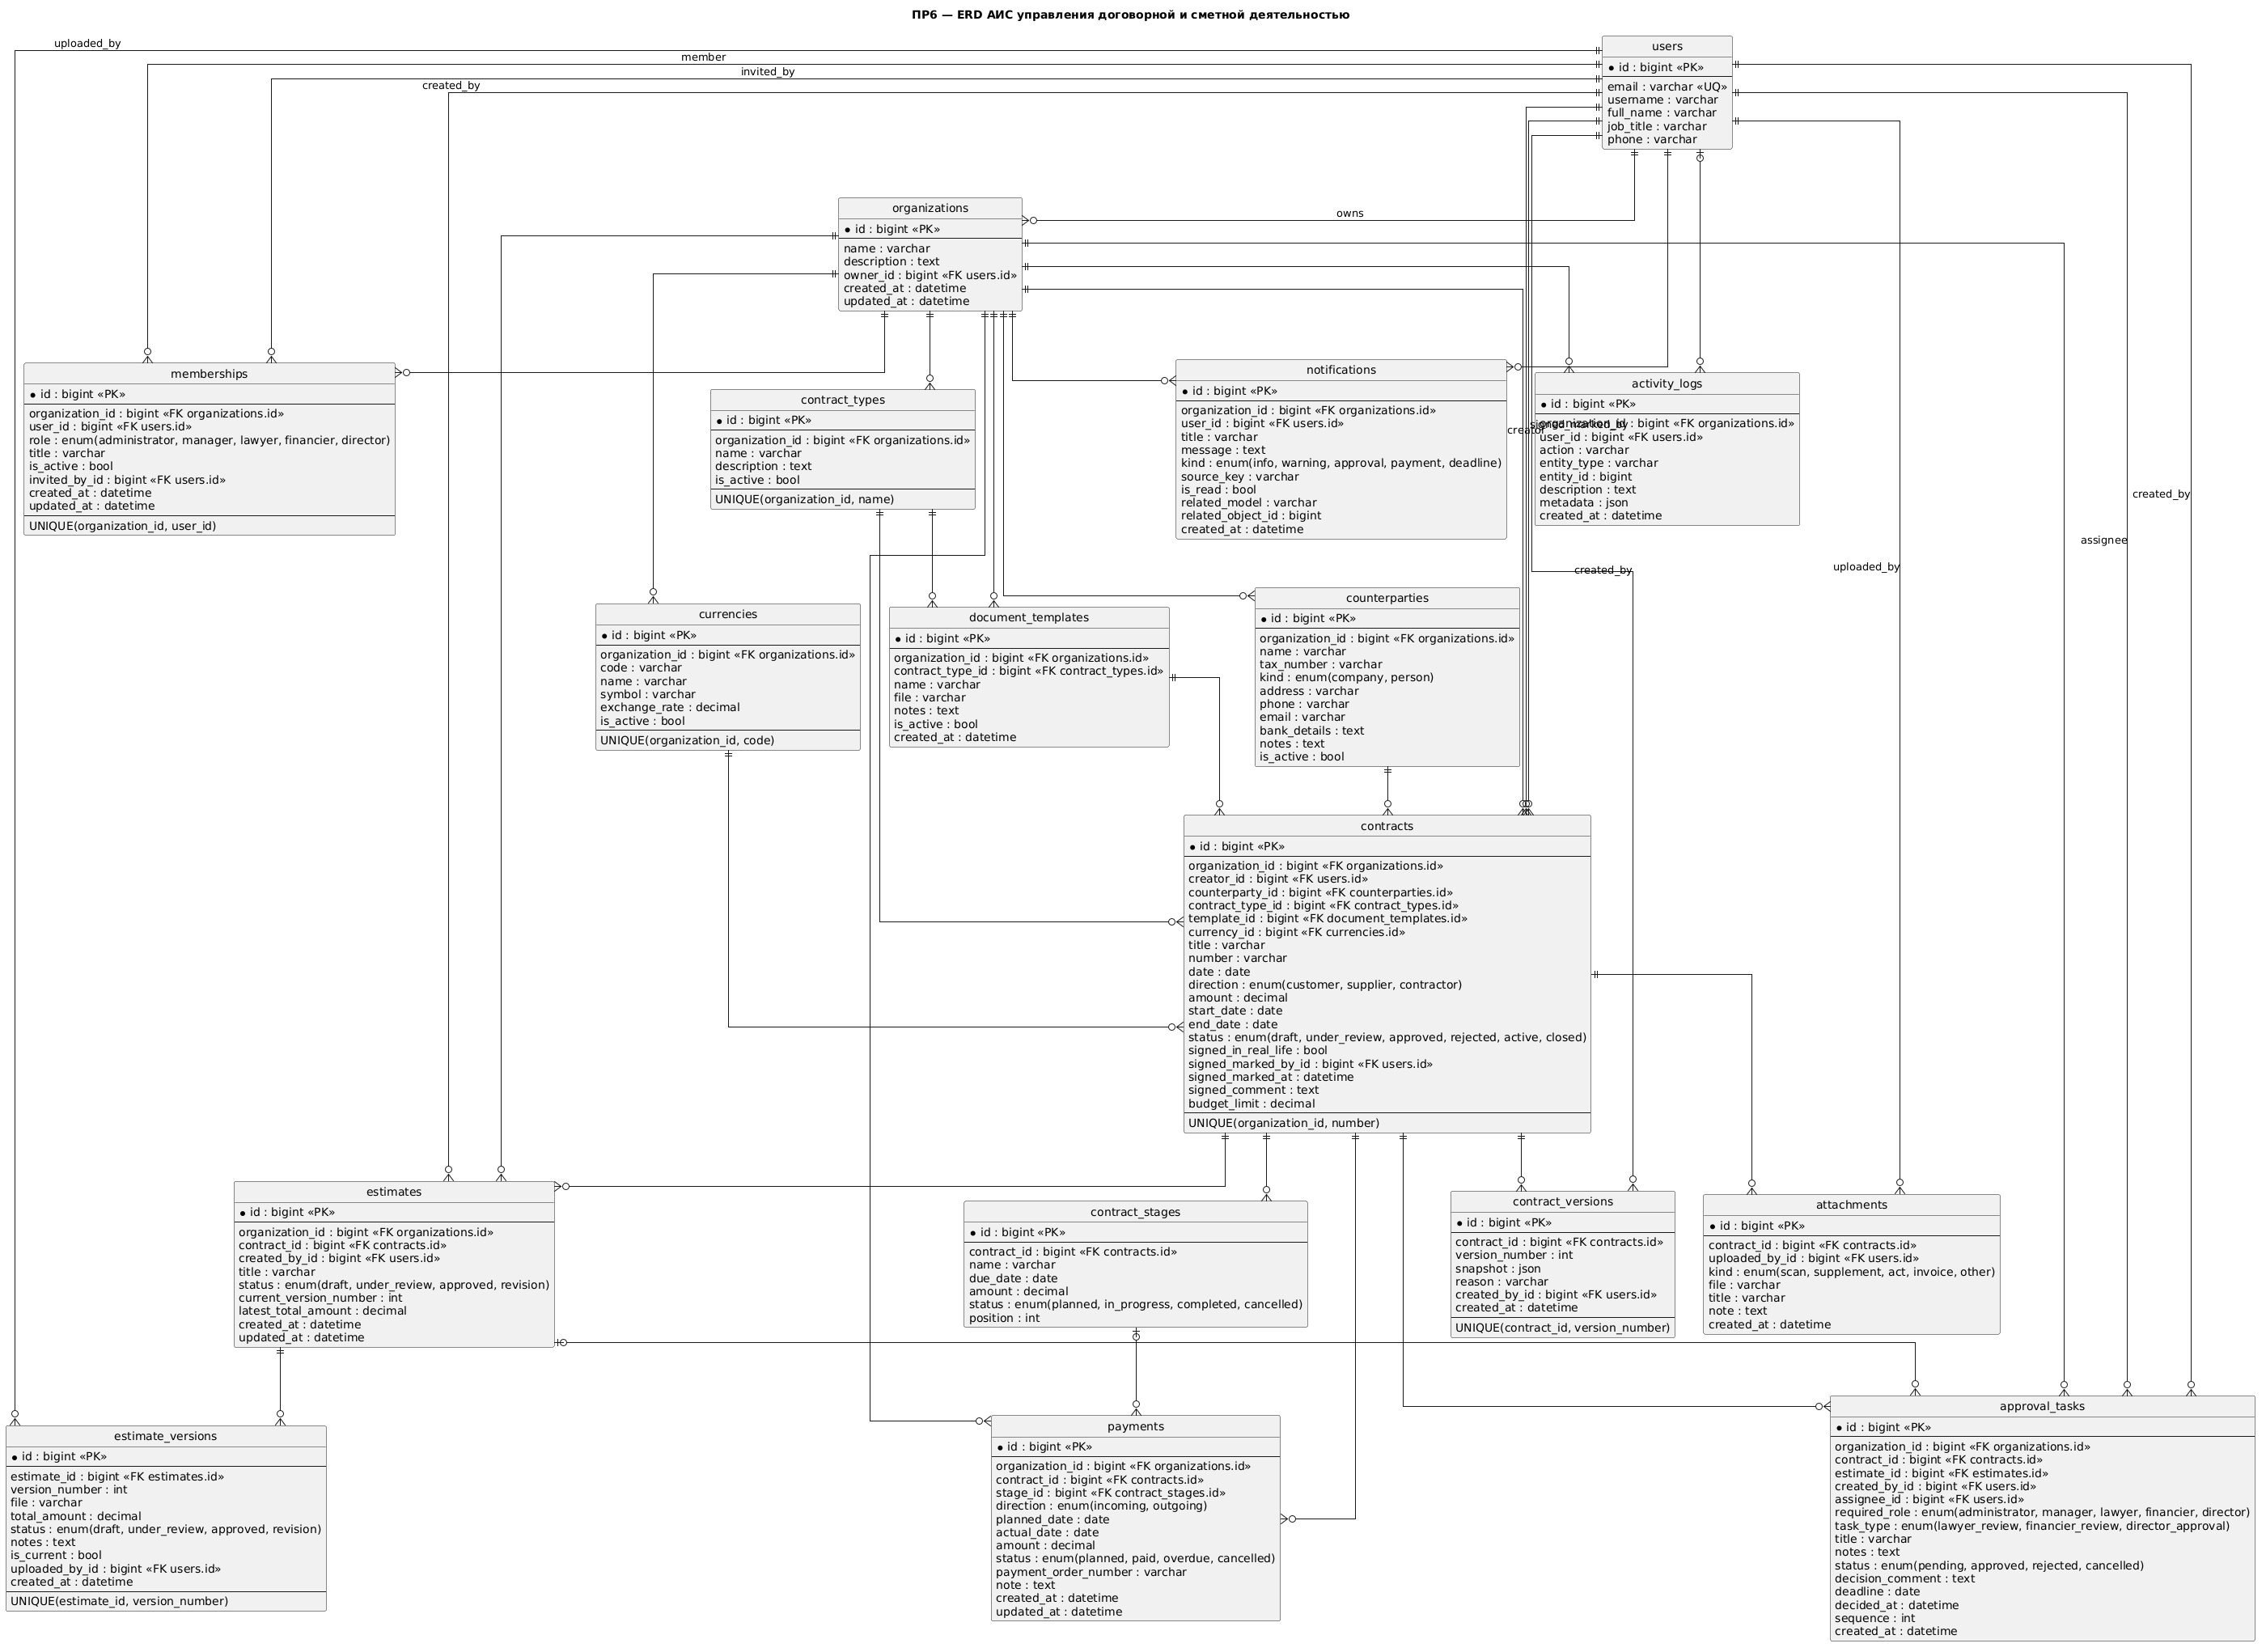 ПР6 — ERD АИС управления договорной и сметной деятельностью
uploaded_by
member
invited_by
created_by
users
id : bigint «PK»
email : varchar «UQ»
username : varchar
full_name : varchar
job_title : varchar
phone : varchar
owns
organizations
id : bigint «PK»
name : varchar
description : text
owner_id : bigint «FK users.id»
created_at : datetime
updated_at : datetime
memberships
id : bigint «PK»
organization_id : bigint «FK organizations.id»
user_id : bigint «FK users.id»
role : enum(administrator, manager, lawyer, financier, director)
title : varchar
is_active : bool
invited_by_id : bigint «FK users.id»
created_at : datetime
updated_at : datetime
UNIQUE(organization_id, user_id)
contract_types
id : bigint «PK»
organization_id : bigint «FK organizations.id»
name : varchar
description : text
is_active : bool
UNIQUE(organization_id, name)
notifications
id : bigint «PK»
organization_id : bigint «FK organizations.id»
user_id : bigint «FK users.id»
title : varchar
message : text
kind : enum(info, warning, approval, payment, deadline)
source_key : varchar
is_read : bool
related_model : varchar
related_object_id : bigint
created_at : datetime
creator
signed_marked_by
activity_logs
id : bigint «PK»
organization_id : bigint «FK organizations.id»
user_id : bigint «FK users.id»
action : varchar
entity_type : varchar
entity_id : bigint
description : text
metadata : json
created_at : datetime
created_by
assignee
uploaded_by
created_by
currencies
id : bigint «PK»
organization_id : bigint «FK organizations.id»
code : varchar
name : varchar
symbol : varchar
exchange_rate : decimal
is_active : bool
UNIQUE(organization_id, code)
document_templates
id : bigint «PK»
organization_id : bigint «FK organizations.id»
contract_type_id : bigint «FK contract_types.id»
name : varchar
file : varchar
notes : text
is_active : bool
created_at : datetime
counterparties
id : bigint «PK»
organization_id : bigint «FK organizations.id»
name : varchar
tax_number : varchar
kind : enum(company, person)
address : varchar
phone : varchar
email : varchar
bank_details : text
notes : text
is_active : bool
contracts
id : bigint «PK»
organization_id : bigint «FK organizations.id»
creator_id : bigint «FK users.id»
counterparty_id : bigint «FK counterparties.id»
contract_type_id : bigint «FK contract_types.id»
template_id : bigint «FK document_templates.id»
currency_id : bigint «FK currencies.id»
title : varchar
number : varchar
date : date
direction : enum(customer, supplier, contractor)
amount : decimal
start_date : date
end_date : date
status : enum(draft, under_review, approved, rejected, active, closed)
signed_in_real_life : bool
signed_marked_by_id : bigint «FK users.id»
signed_marked_at : datetime
signed_comment : text
budget_limit : decimal
UNIQUE(organization_id, number)
estimates
id : bigint «PK»
organization_id : bigint «FK organizations.id»
contract_id : bigint «FK contracts.id»
created_by_id : bigint «FK users.id»
title : varchar
status : enum(draft, under_review, approved, revision)
current_version_number : int
latest_total_amount : decimal
created_at : datetime
updated_at : datetime
contract_stages
id : bigint «PK»
contract_id : bigint «FK contracts.id»
name : varchar
due_date : date
amount : decimal
status : enum(planned, in_progress, completed, cancelled)
position : int
contract_versions
id : bigint «PK»
contract_id : bigint «FK contracts.id»
version_number : int
snapshot : json
reason : varchar
created_by_id : bigint «FK users.id»
created_at : datetime
UNIQUE(contract_id, version_number)
attachments
id : bigint «PK»
contract_id : bigint «FK contracts.id»
uploaded_by_id : bigint «FK users.id»
kind : enum(scan, supplement, act, invoice, other)
file : varchar
title : varchar
note : text
created_at : datetime
estimate_versions
id : bigint «PK»
estimate_id : bigint «FK estimates.id»
version_number : int
file : varchar
total_amount : decimal
status : enum(draft, under_review, approved, revision)
notes : text
is_current : bool
uploaded_by_id : bigint «FK users.id»
created_at : datetime
UNIQUE(estimate_id, version_number)
payments
id : bigint «PK»
organization_id : bigint «FK organizations.id»
contract_id : bigint «FK contracts.id»
stage_id : bigint «FK contract_stages.id»
direction : enum(incoming, outgoing)
planned_date : date
actual_date : date
amount : decimal
status : enum(planned, paid, overdue, cancelled)
payment_order_number : varchar
note : text
created_at : datetime
updated_at : datetime
approval_tasks
id : bigint «PK»
organization_id : bigint «FK organizations.id»
contract_id : bigint «FK contracts.id»
estimate_id : bigint «FK estimates.id»
created_by_id : bigint «FK users.id»
assignee_id : bigint «FK users.id»
required_role : enum(administrator, manager, lawyer, financier, director)
task_type : enum(lawyer_review, financier_review, director_approval)
title : varchar
notes : text
status : enum(pending, approved, rejected, cancelled)
decision_comment : text
deadline : date
decided_at : datetime
sequence : int
created_at : datetime